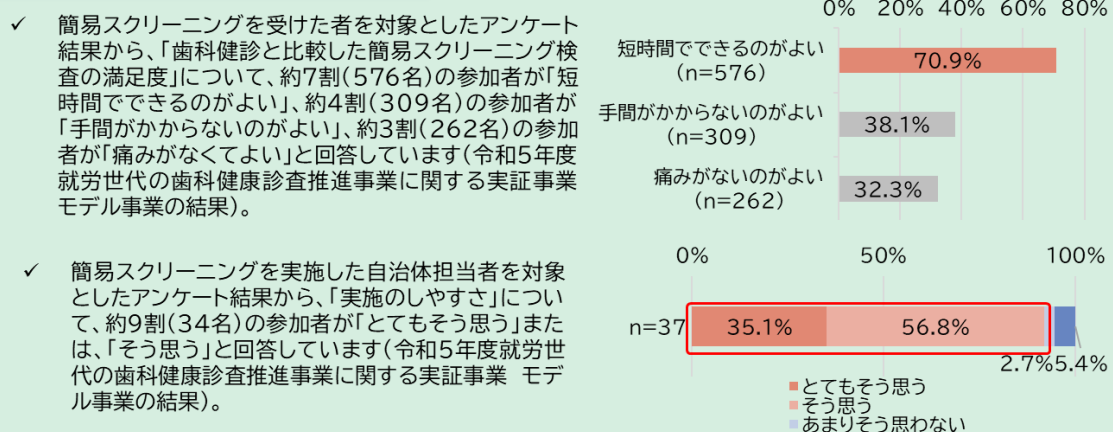 ✓ 簡易スクリーニングを受けた者を対象としたアンケート
結果から、「歯科健診と比較した簡易スクリーニング検
査の満足度」について、約7割(576名)の参加者が「短
時間でできるのがよい」、約4割(309名)の参加者が
「手間がかからないのがよい」、約3割(262名)の参加
者が「痛みがなくてよい」と回答しています(令和5年度
就労世代の歯科健康診査推進事業に関する実証事業
モデル事業の結果)。
0% 20% 40% 60% 80%
短時間でできるのがよい
(n=576)
70.9%
手間がかからないのがよい
(n=309)
38.1%
痛みがないのがよい
(n=262)
32.3%
✓ 簡易スクリーニングを実施した自治体担当者を対象
としたアンケート結果から、「実施のしやすさ」につい
て、約9割(34名)の参加者が「とてもそう思う」また
は、「そう思う」と回答しています(令和5年度就労世
代の歯科健康診査推進事業に関する実証事業 モデ
ル事業の結果)。
0% 50% 100%
n=37 35.1% 56.8%
2.7% 5.4%
とてもそう思う
そう思う
あまりそう思わない